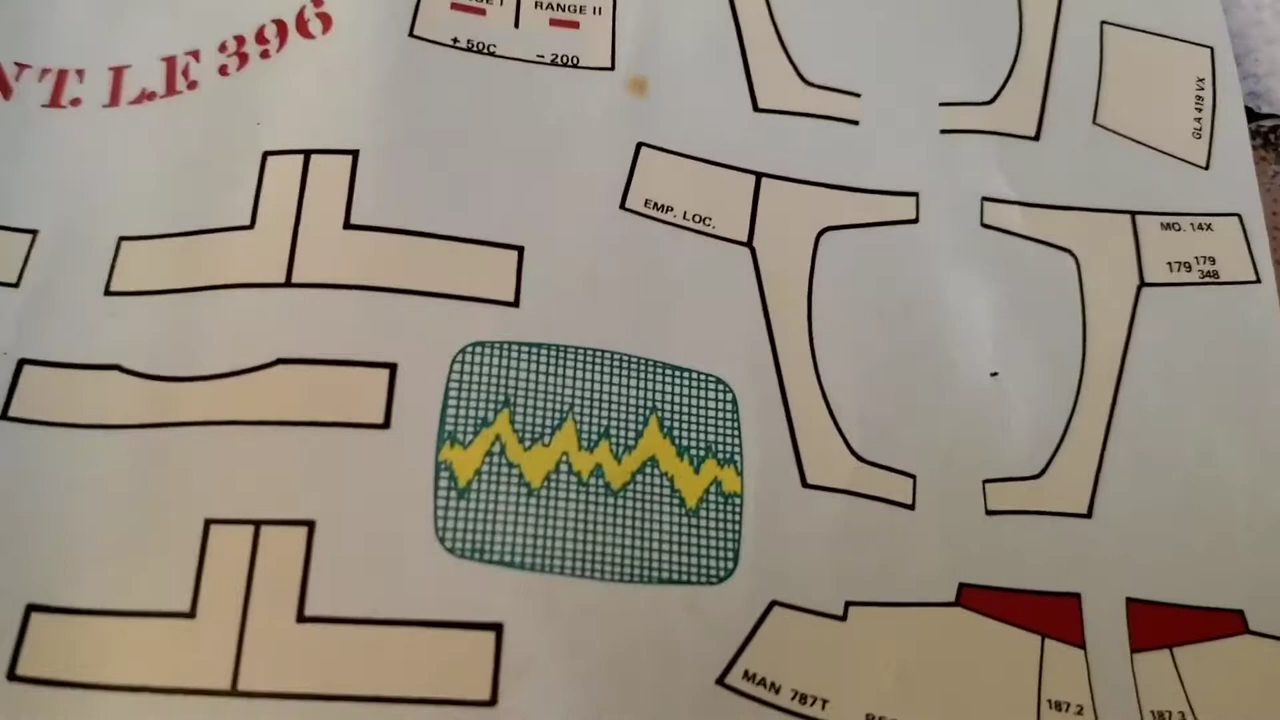 RANGE II
+ 50C
- 200
NT. LE 396
GLA 419 VX
EMP. LOC.
MO. 14X
179 179
348
MAN 787T
187.2
187.2